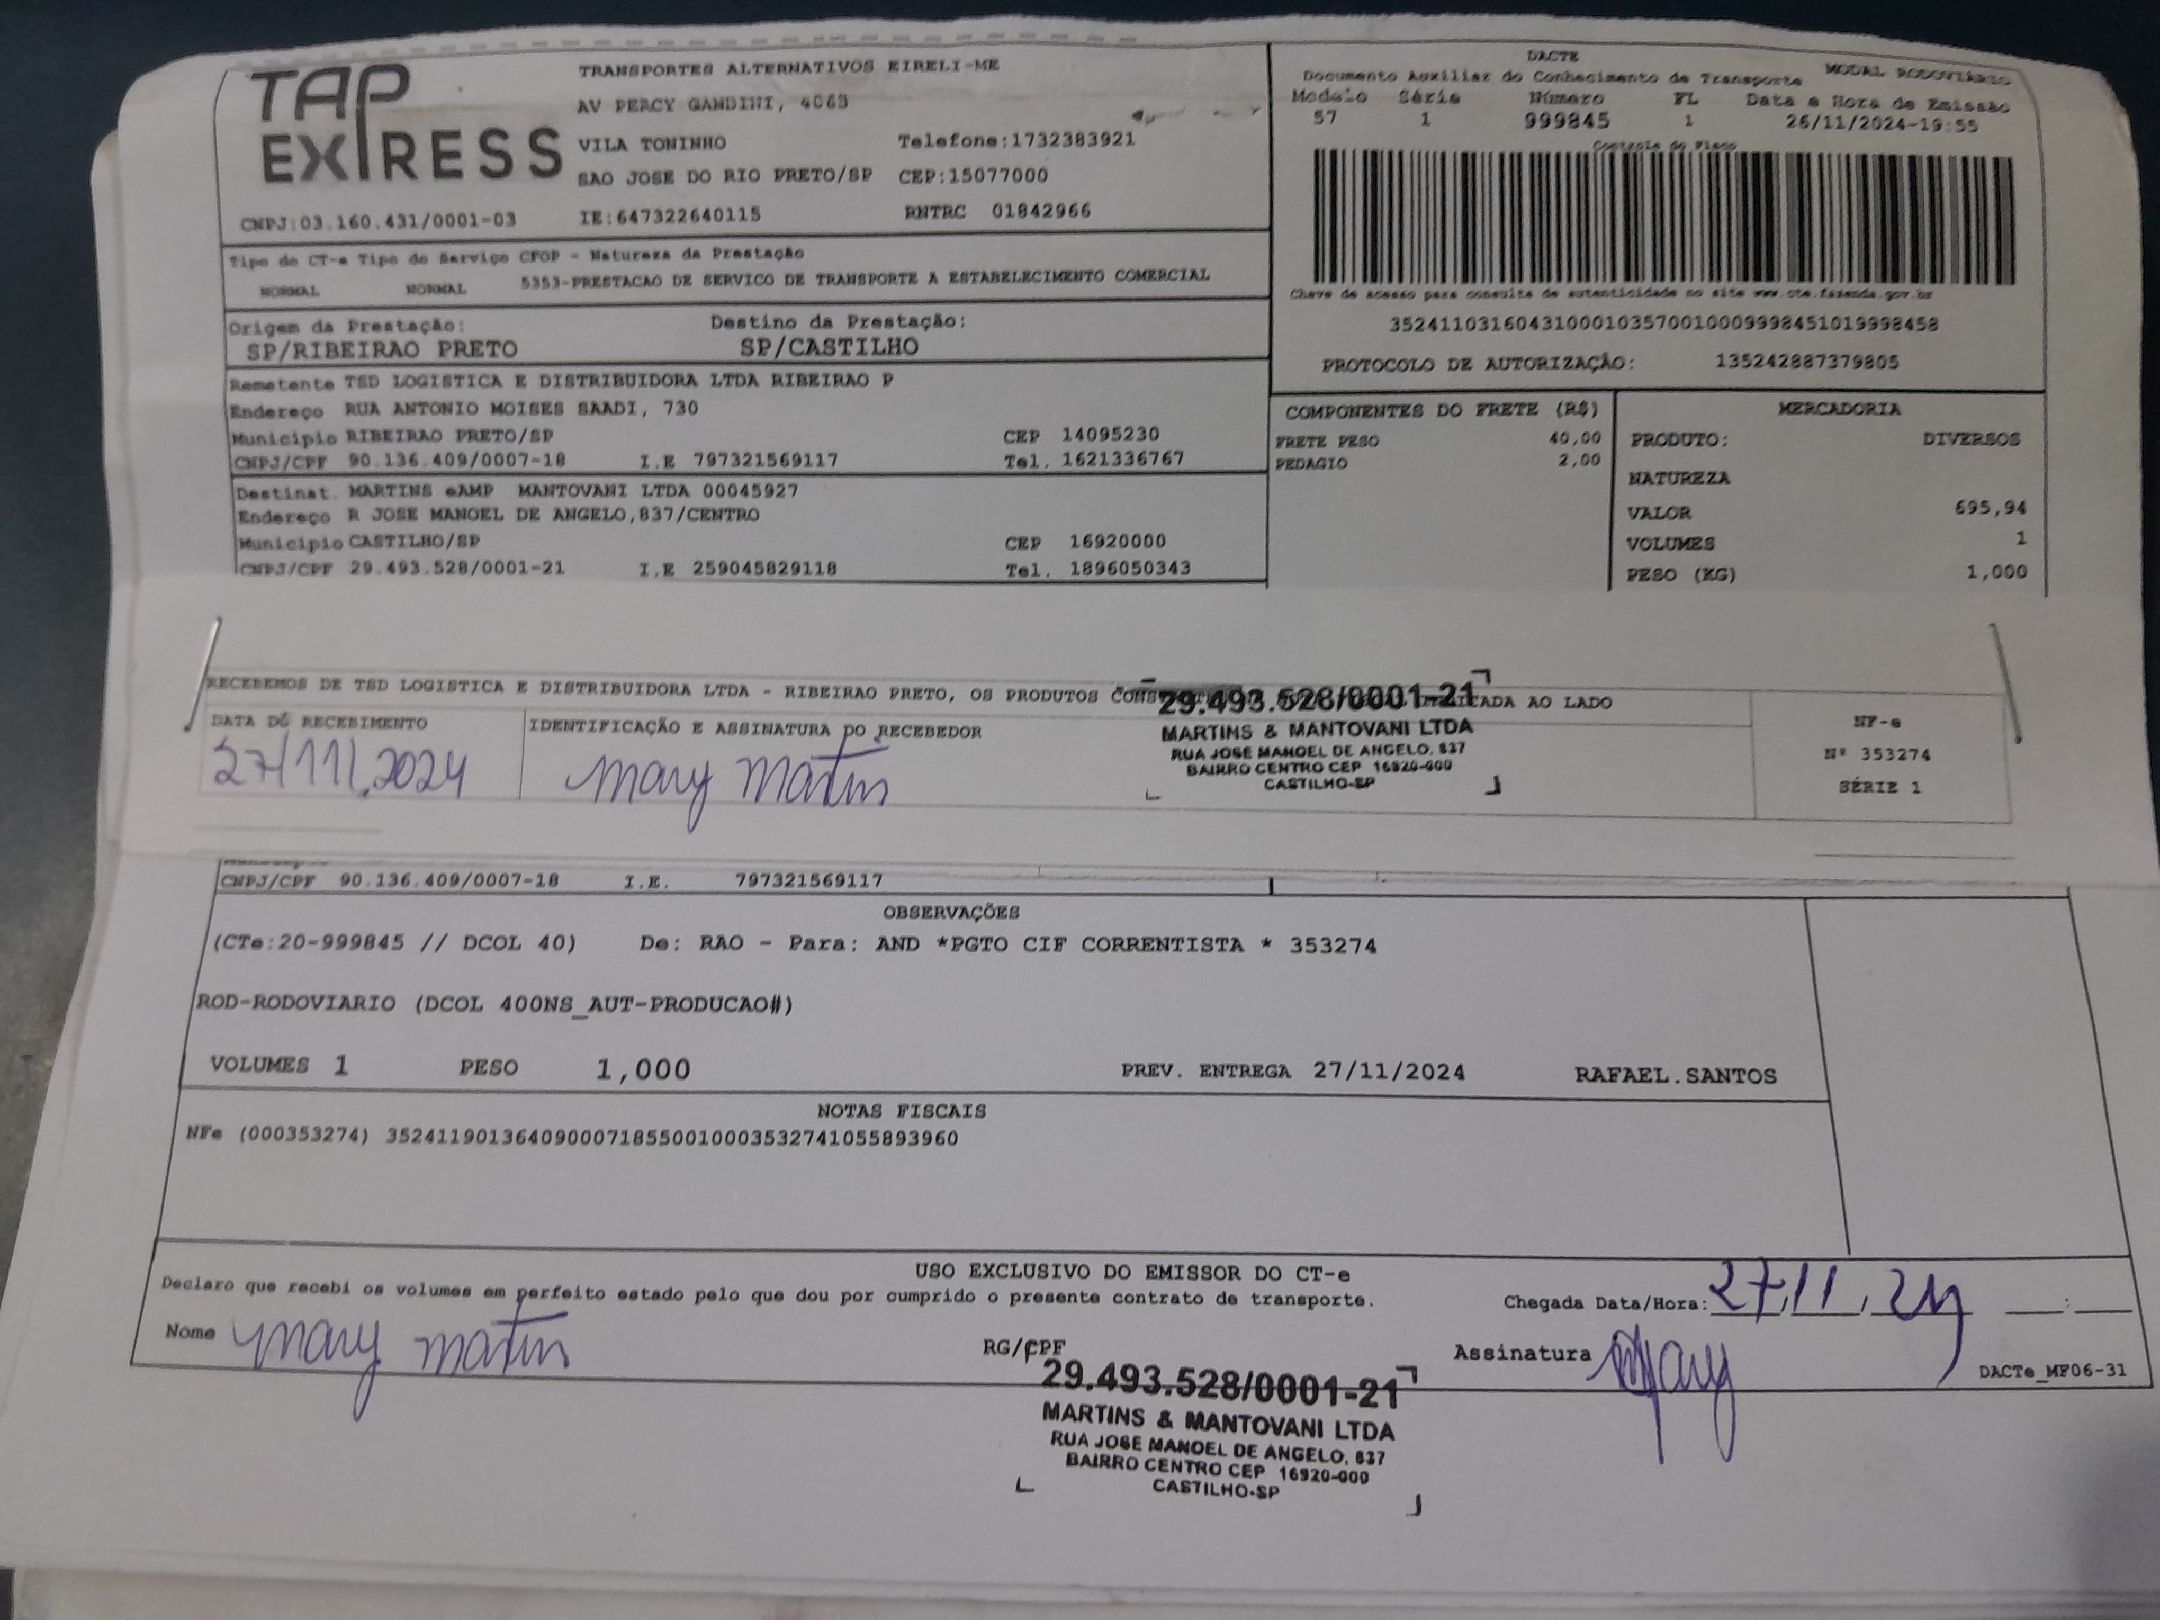 TAP EXPRESS
TRANSPORTES ALTERNATIVOS EIRELI-ME
AV PERCY GANDINI, 4063
VILA TONINHO Telefone:1732383921
SAO JOSE DO RIO PRETO/SP CEP:15077000
CNPJ:03.160.431/0001-03 IE:647322640115 RNTRC 01842966
DACTE
Documento Auxiliar do Conhecimento de Transporte MODAL RODOVIÁRIO
Modelo Série Número FL Data e Hora de Emissão
57 1 999845 1 26/11/2024-19:55
Controle do Fisco
Chave de acesso para consulta de autenticidade no site www.cte.fazenda.gov.br
35241103160431000103570010009998451019998458
PROTOCOLO DE AUTORIZAÇÃO: 135242887379805
Tipo do CT-e Tipo do Serviço CFOP - Natureza da Prestação
NORMAL NORMAL 5353-PRESTACAO DE SERVICO DE TRANSPORTE A ESTABELECIMENTO COMERCIAL
Origem da Prestação: Destino da Prestação:
SP/RIBEIRAO PRETO SP/CASTILHO
Remetente TSD LOGISTICA E DISTRIBUIDORA LTDA RIBEIRAO P
Endereço RUA ANTONIO MOISES SAADI, 730
Município RIBEIRAO PRETO/SP CEP 14095230
CNPJ/CPF 90.136.409/0007-18 I.E 797321569117 Tel. 1621336767
Destinat. MARTINS eAMP MANTOVANI LTDA 00045927
Endereço R JOSE MANOEL DE ANGELO,837/CENTRO
Município CASTILHO/SP CEP 16920000
CNPJ/CPF 29.493.528/0001-21 I.E 259045829118 Tel. 1896050343
COMPONENTES DO FRETE (R$)
FRETE PESO 40,00
PEDAGIO 2,00
MERCADORIA
PRODUTO: DIVERSOS
NATUREZA
VALOR 695,94
VOLUMES 1
PESO (KG) 1,000
RECEBEMOS DE TSD LOGISTICA E DISTRIBUIDORA LTDA - RIBEIRAO PRETO, OS PRODUTOS AO LADO
DATA DO RECEBIMENTO IDENTIFICAÇÃO E ASSINATURA DO RECEBEDOR
27/11/2024 Mary Martin
29.493.528/0001-21
MARTINS & MANTOVANI LTDA
RUA JOSE MANOEL DE ANGELO, 837
BAIRRO CENTRO CEP 16920-000
CASTILHO-SP
NF-e
Nº 353274
SÉRIE 1
CNPJ/CPF 90.136.409/0007-18 I.E. 797321569117
OBSERVAÇÕES
(CTe:20-999845 // DCOL 40) De: RAO - Para: AND *PGTO CIF CORRENTISTA * 353274
ROD-RODOVIARIO (DCOL 400NS_AUT-PRODUCAO#)
VOLUMES 1 PESO 1,000 PREV. ENTREGA 27/11/2024 RAFAEL.SANTOS
NOTAS FISCAIS
NFe (000353274) 35241190136409000718550010003532741055893960
USO EXCLUSIVO DO EMISSOR DO CT-e
Declaro que recebi os volumes em perfeito estado pelo que dou por cumprido o presente contrato de transporte.
Chegada Data/Hora: 27/11/24 __:__
Nome Mary Martin RG/CPF Assinatura Mary
DACTe_MF06-31
29.493.528/0001-21
MARTINS & MANTOVANI LTDA
RUA JOSE MANOEL DE ANGELO, 837
BAIRRO CENTRO CEP 16920-000
CASTILHO-SP